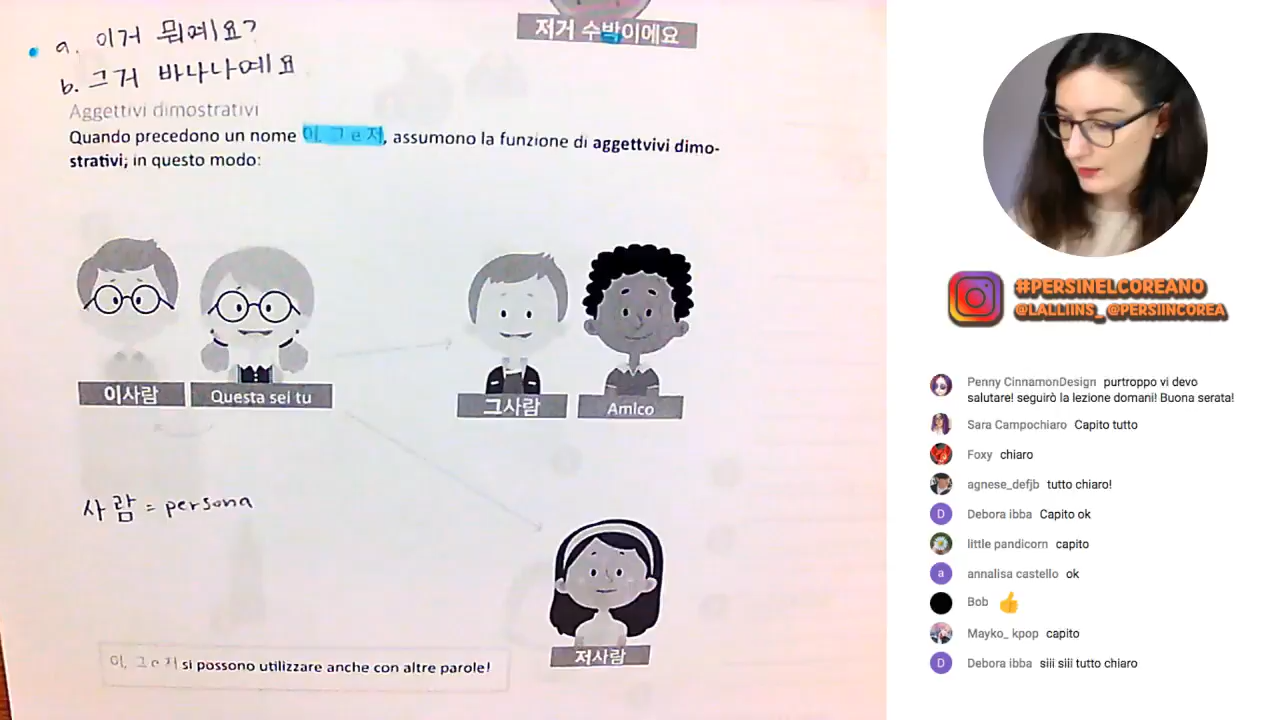 저거 수박이에요
a. 이거 뭐예요?
b. 그거 바나나예요
Aggettivi dimostrativi
Quando precedono un nome 이, 그 e 저, assumono la funzione di aggettvivi dimo-
strativi; in questo modo:
이사람
Questa sei tu
그사람
Amico
사람 = persona
저사람
이, 그 e 저 si possono utilizzare anche con altre parole!
#PERSINELCOREANO
@LALLIINS_ @PERSIINCOREA
Penny CinnamonDesign purtroppo vi devo
salutare! seguirò la lezione domani! Buona serata!
Sara Campochiaro Capito tutto
Foxy chiaro
agnese_defjb tutto chiaro!
D Debora ibba Capito ok
little pandicorn capito
a annalisa castello ok
Bob 👍
Mayko_ kpop capito
D Debora ibba siii siii tutto chiaro